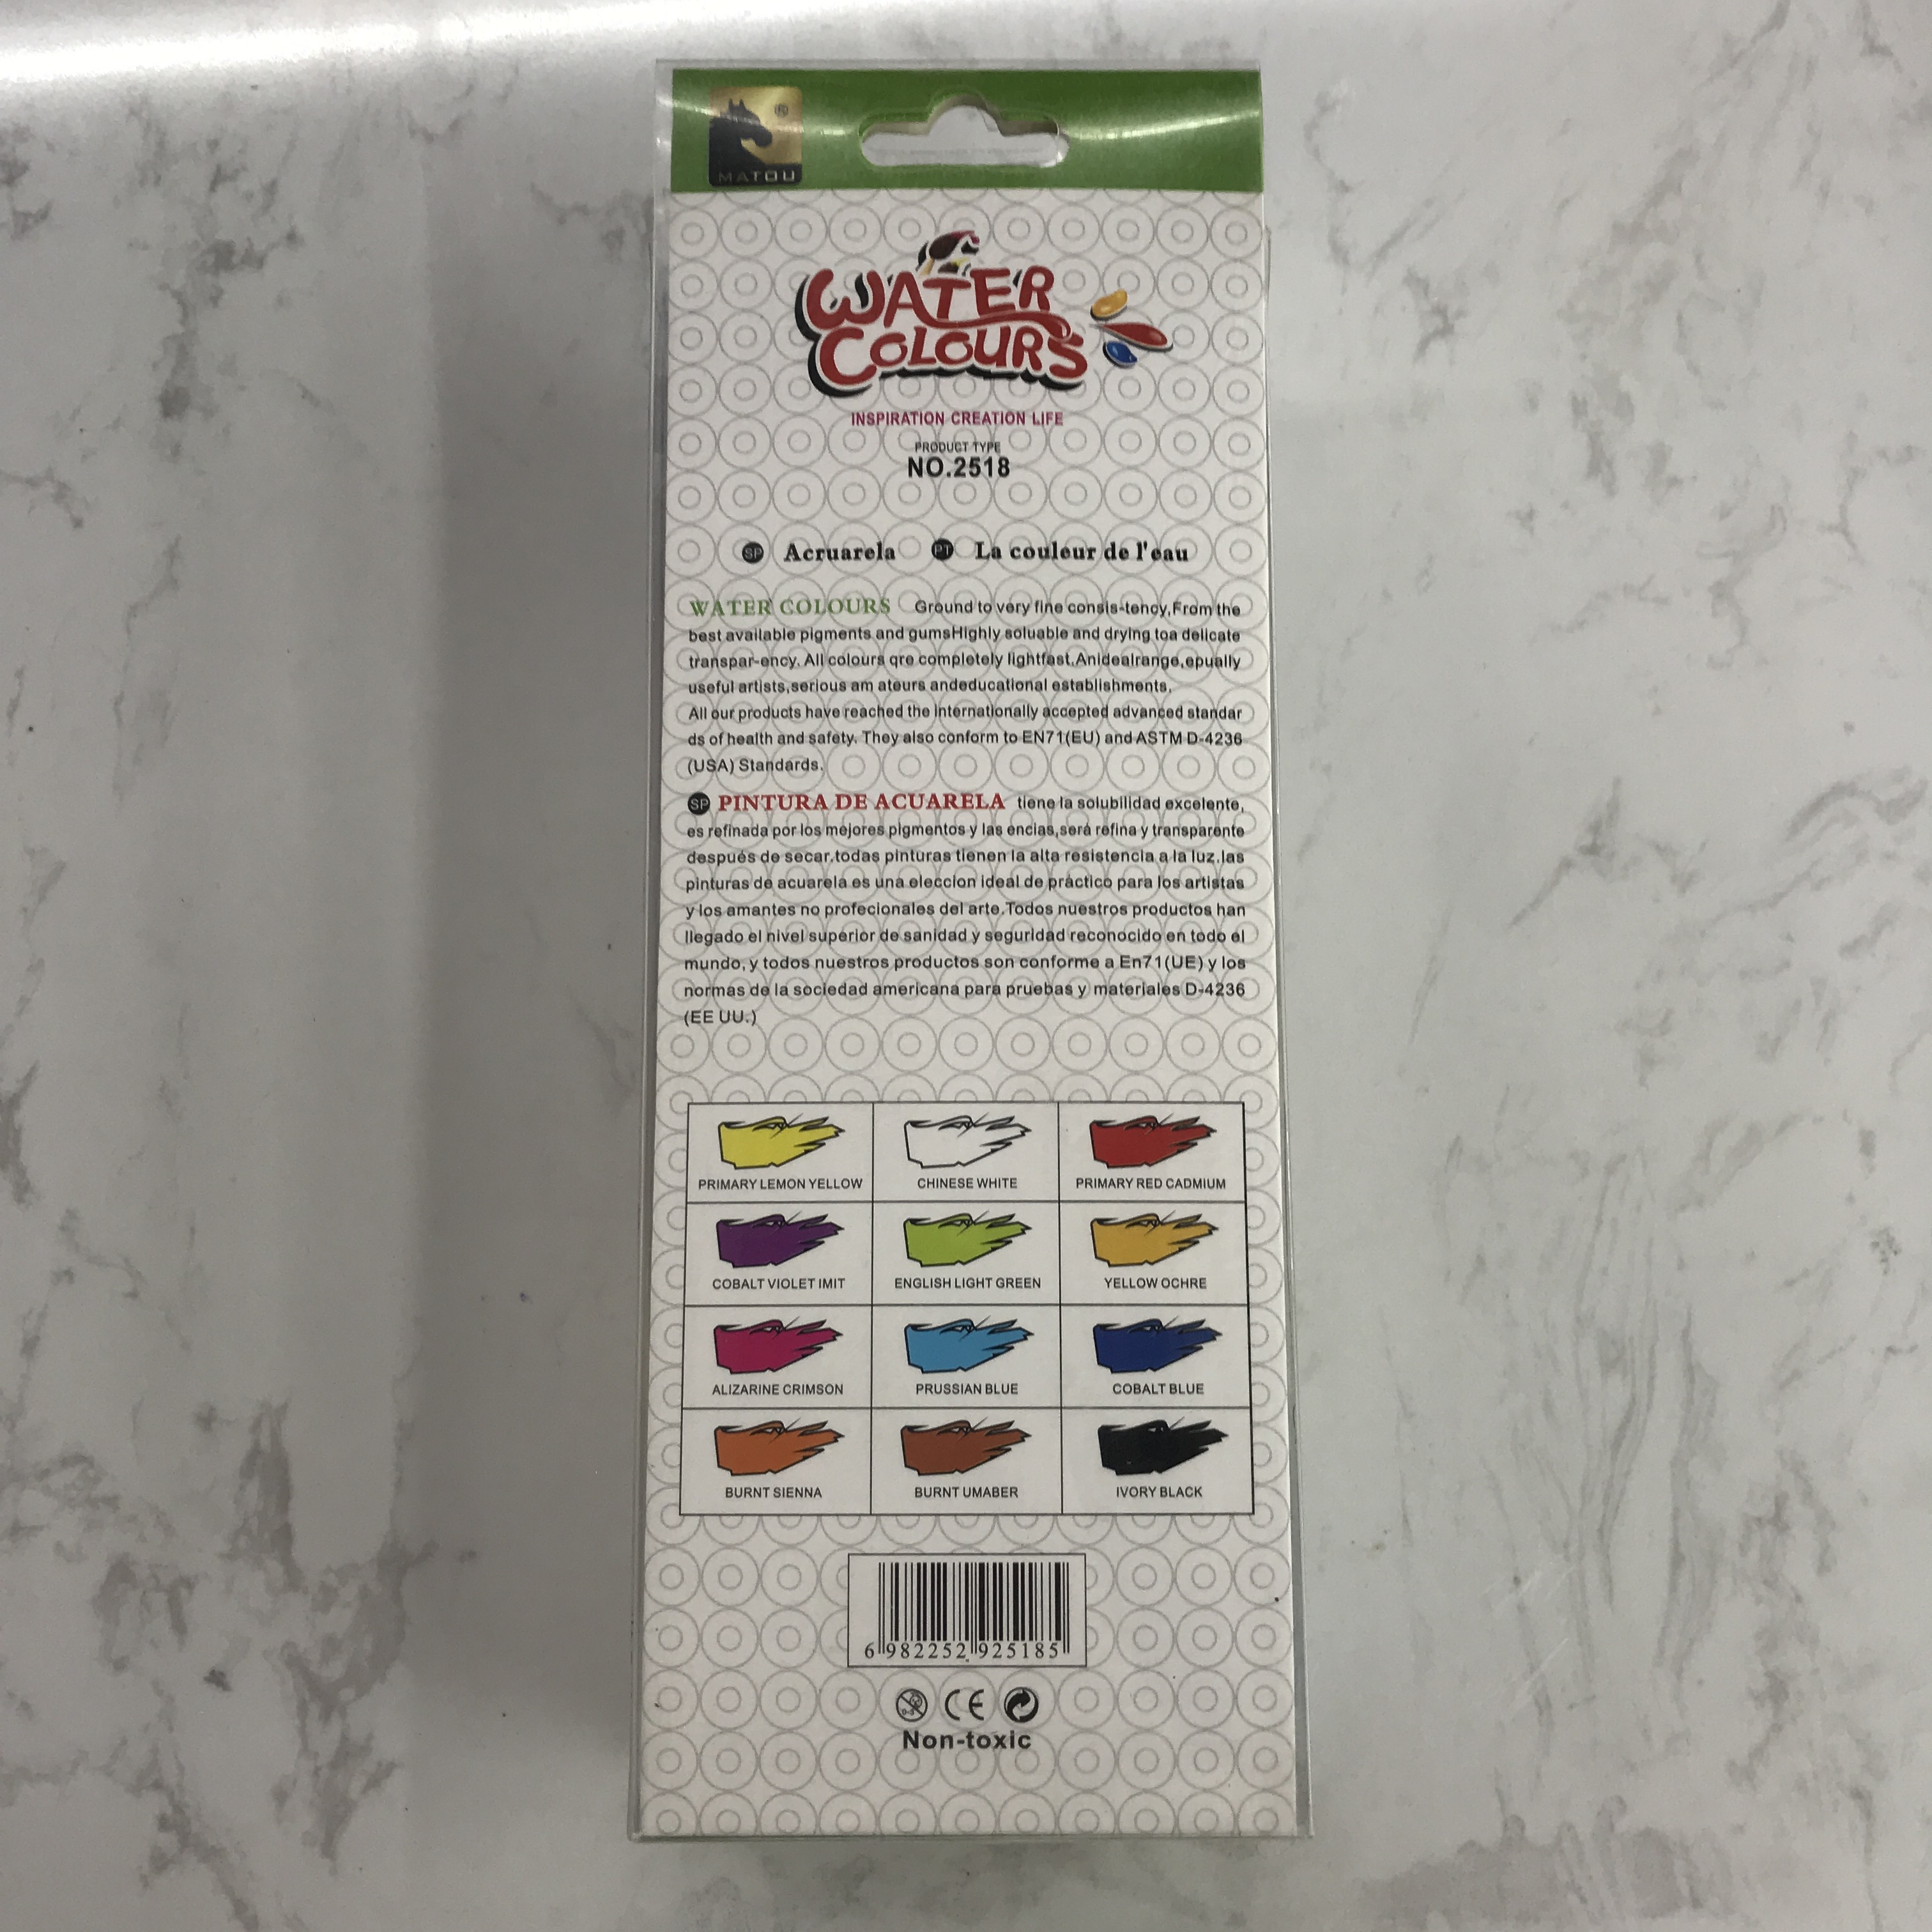 MATOU
WATER
COLOURS
INSPIRATION CREATION LIFE
PRODUCT TYPE
NO.2518
SP Acruarela PT La couleur de l'eau
WATER COLOURS Ground to very fine consis-tency,From the
best available pigments and gumsHighly soluable and drying toa delicate
transpar-ency. All colours qre completely lightfast.Anidealrange,epually
useful artists,serious am ateurs andeducational establishments.
All our products have reached the internationally accepted advanced standar
ds of health and safety. They also conform to EN71(EU) and ASTM D-4236
(USA) Standards.
SP PINTURA DE ACUARELA tiene la solubilidad excelente,
es refinada por los mejores pigmentos y las encias,será refina y transparente
después de secar.todas pinturas tienen la alta resistencia a la luz.las
pinturas de acuarela es una eleccion ideal de práctico para los artistas
y los amantes no profecionales del arte.Todos nuestros productos han
llegado el nivel superior de sanidad y seguridad reconocido en todo el
mundo, y todos nuestros productos son conforme a En71(UE) y los
normas de la sociedad americana para pruebas y materiales D-4236
(EE UU.)
PRIMARY LEMON YELLOW CHINESE WHITE PRIMARY RED CADMIUM
COBALT VIOLET IMIT ENGLISH LIGHT GREEN YELLOW OCHRE
ALIZARINE CRIMSON PRUSSIAN BLUE COBALT BLUE
BURNT SIENNA BURNT UMABER IVORY BLACK
6 982252 925185
0-3 CE
Non-toxic